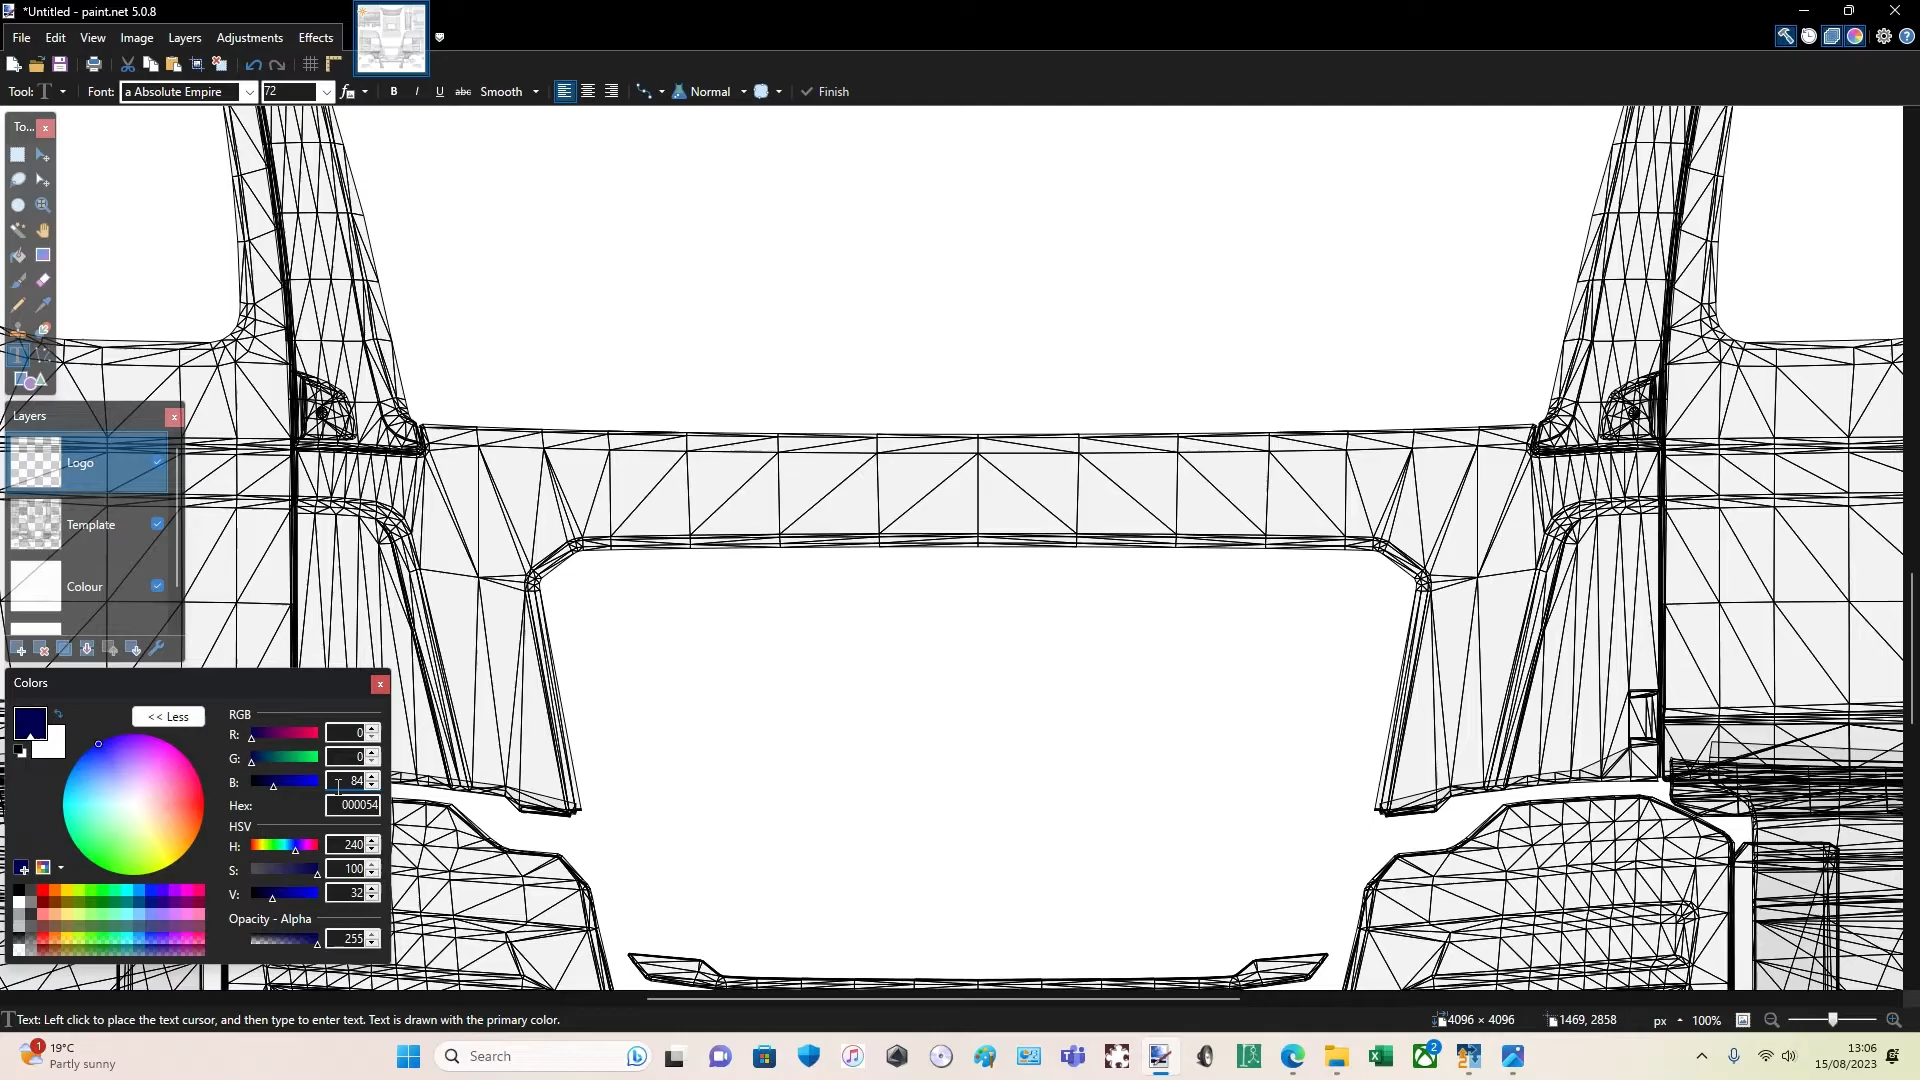 *Untitled - paint.net 5.0.8
File Edit View Image Layers Adjustments Effects
Tool: Font: a Absolute Empire 72 B I U abc Smooth Normal Finish
To...
Layers
Logo
Template
Colour
Colors
<< Less
RGB
R: 0
G: 0
B: 84
Hex: 000054
HSV
H: 240
S: 100
V: 32
Opacity - Alpha
255
Text: Left click to place the text cursor, and then type to enter text. Text is drawn with the primary color.
4096 × 4096 1469, 2858 px 100%
1
19°C
Partly sunny
Search
2
13:06
15/08/2023